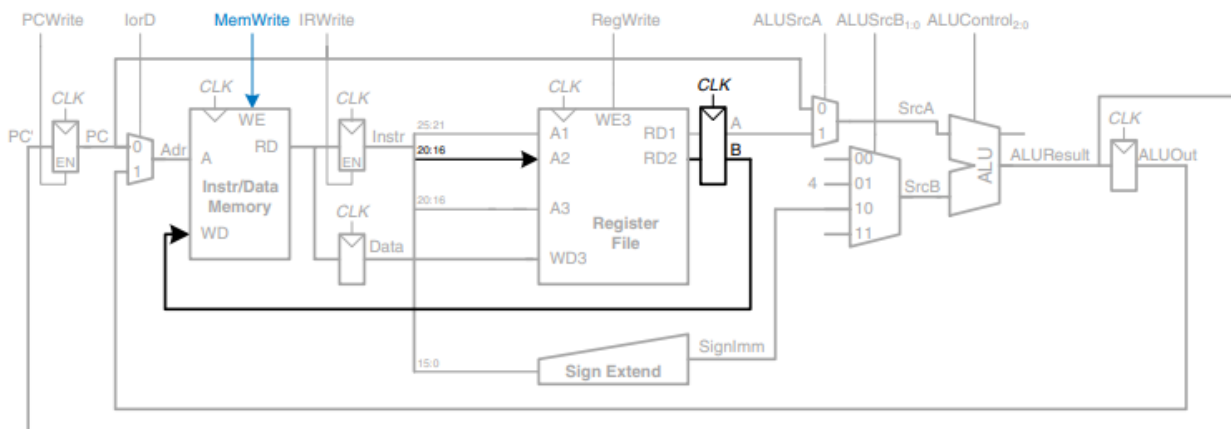 PCWrite IorD MemWrite IRWrite RegWrite ALUSrcA ALUSrcB1:0 ALUControl2:0
CLK CLK CLK CLK CLK CLK
PC' PC 0 1 EN Adr
A WE RD
Instr/Data
Memory
WD
EN Instr
CLK
Data
25:21
20:16
20:16
15:0
A1 WE3 RD1
A2 RD2
A3
Register
File
WD3
A
B
0
1
SrcA
4
00
01
10
11
SrcB
ALU
ALUResult ALUOut
SignImm
Sign Extend